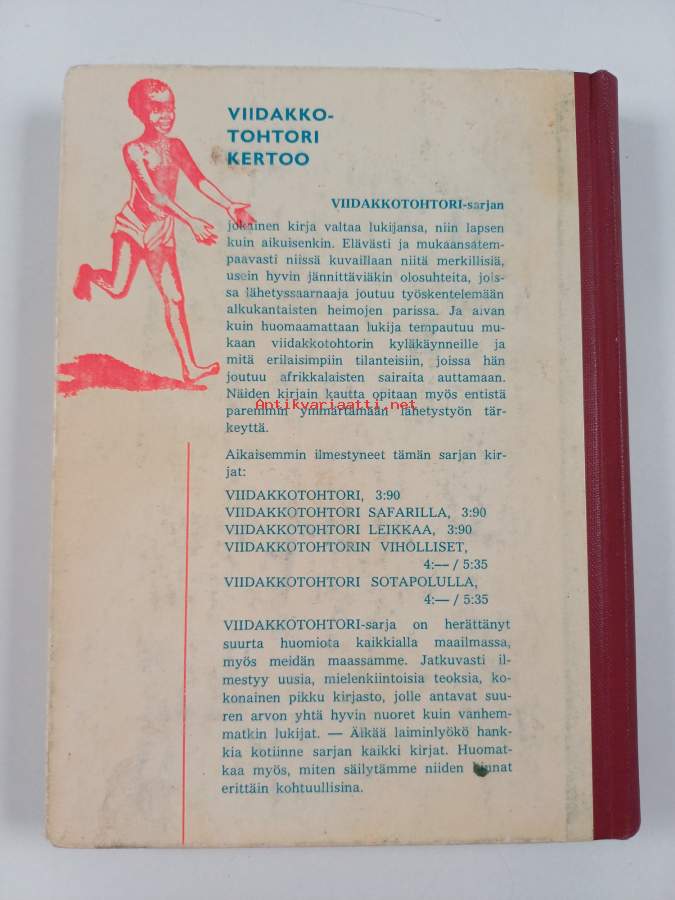 VIIDAKKO-
TOHTORI
KERTOO
VIIDAKKOTOHTORI-sarjan
jokainen kirja valtaa lukijansa, niin lapsen
kuin aikuisenkin. Elävästi ja mukaansatem-
paavasti niissä kuvaillaan niitä merkillisiä,
usein hyvin jännittäviäkin olosuhteita, jois-
sa lähetyssaarnaaja joutuu työskentelemään
alkukantaisten heimojen parissa. Ja aivan
kuin huomaamattaan lukija tempautuu mu-
kaan viidakkotohtorin kyläkäynneille ja
mitä erilaisimpiin tilanteisiin, joissa hän
joutuu afrikkalaisten sairaita auttamaan.
Näiden kirjain kautta opitaan myös entistä
Antikvariaatti.net
paremmin ymmärtämään lähetystyön tär-
keyttä.
Aikaisemmin ilmestyneet tämän sarjan kir-
jat:
VIIDAKKOTOHTORI, 3:90
VIIDAKKOTOHTORI SAFARILLA, 3:90
VIIDAKKOTOHTORI LEIKKAA, 3:90
VIIDAKKOTOHTORIN VIHOLLISET,
4:— / 5:35
VIIDAKKOTOHTORI SOTAPOLULLA,
4:— / 5:35
VIIDAKKOTOHTORI-sarja on herättänyt
suurta huomiota kaikkialla maailmassa,
myös meidän maassamme. Jatkuvasti il-
mestyy uusia, mielenkiintoisia teoksia, ko-
konainen pikku kirjasto, jolle antavat suu-
ren arvon yhtä hyvin nuoret kuin vanhem-
matkin lukijat. — Älkää laiminlyökö hank-
kia kotiinne sarjan kaikki kirjat. Huomat-
kaa myös, miten säilytämme niiden hinnat
erittäin kohtuullisina.